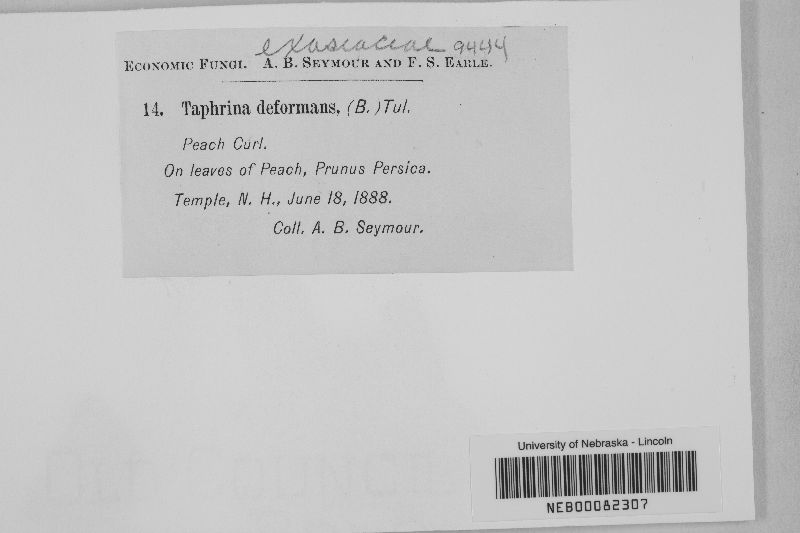 exoascaceae 9444
Economic Fungi. A. B. Seymour and F. S. Earle.
14. Taphrina deformans, (B.) Tul.
Peach Curl.
On leaves of Peach, Prunus Persica.
Temple, N. H., June 18, 1888.
Coll. A. B. Seymour.
University of Nebraska - Lincoln
NEB00082307